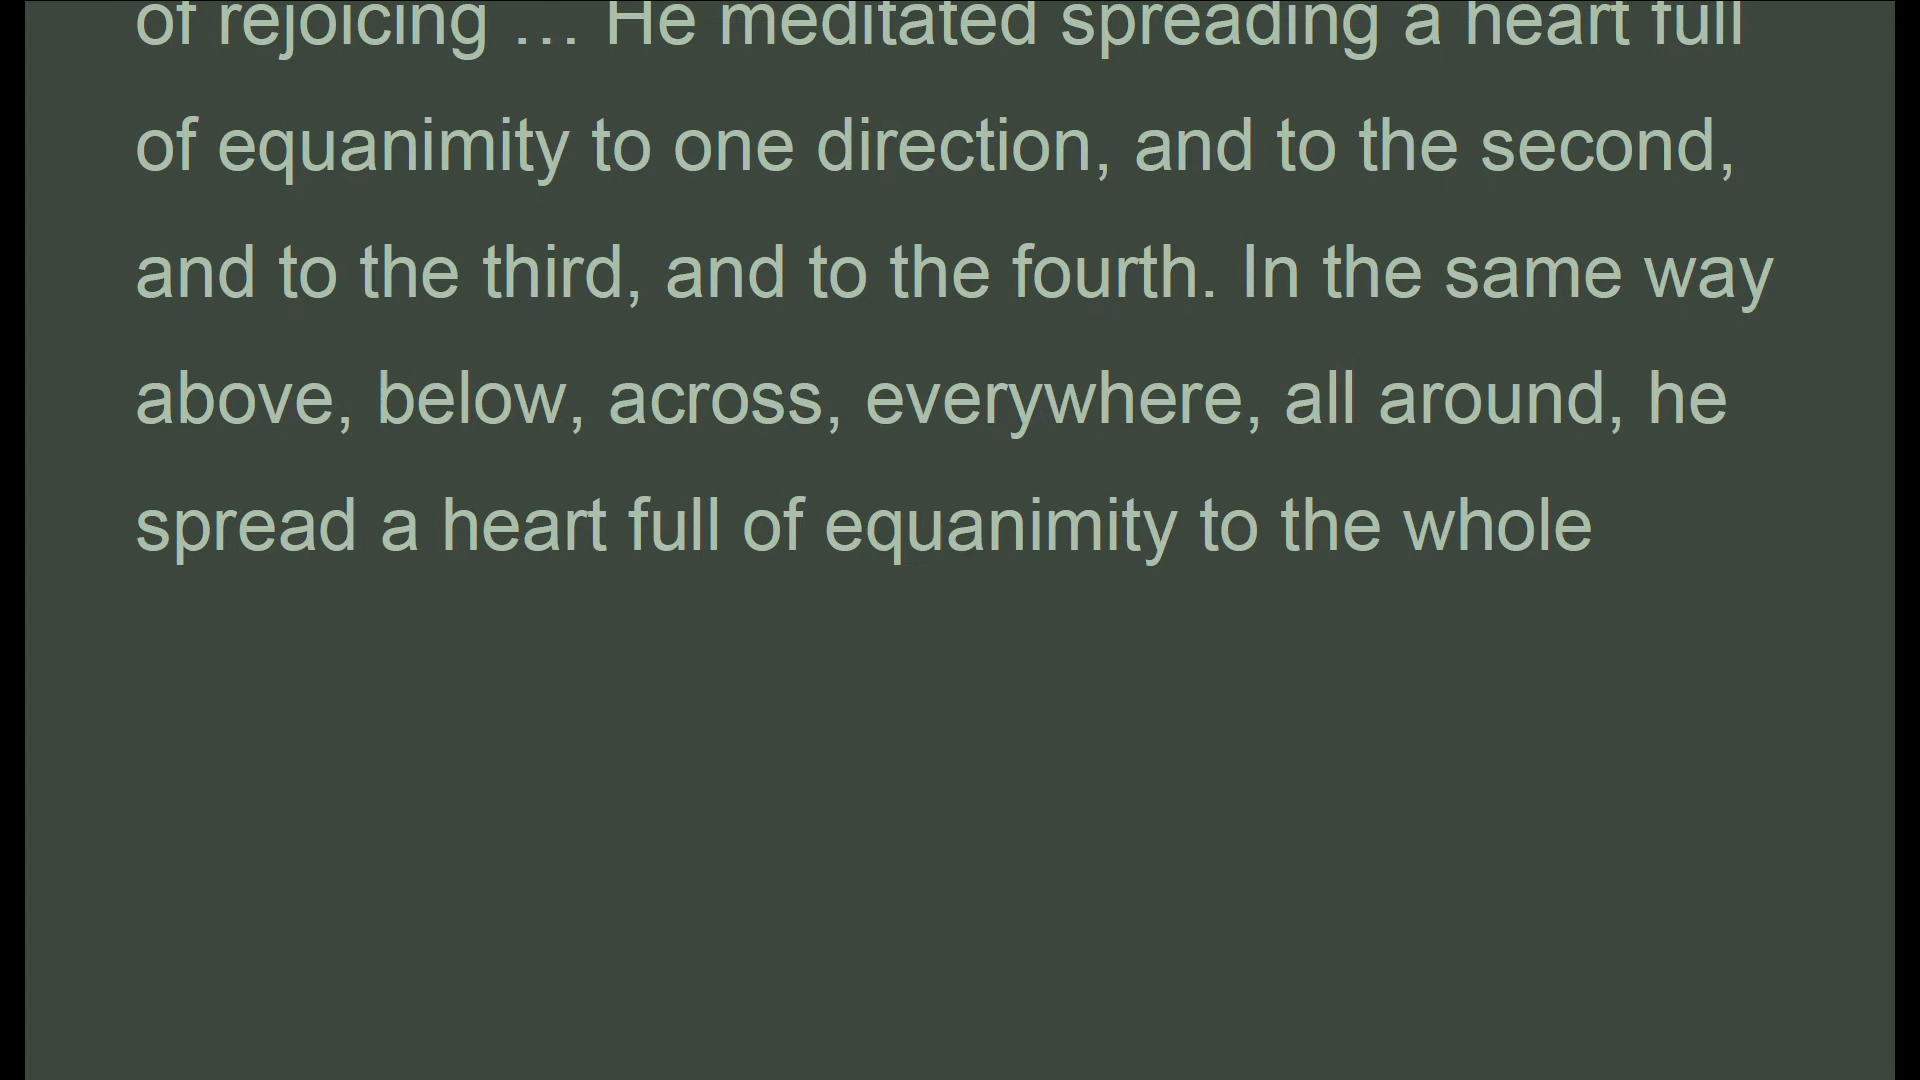 of rejoicing … He meditated spreading a heart full
of equanimity to one direction, and to the second,
and to the third, and to the fourth. In the same way
above, below, across, everywhere, all around, he
spread a heart full of equanimity to the whole